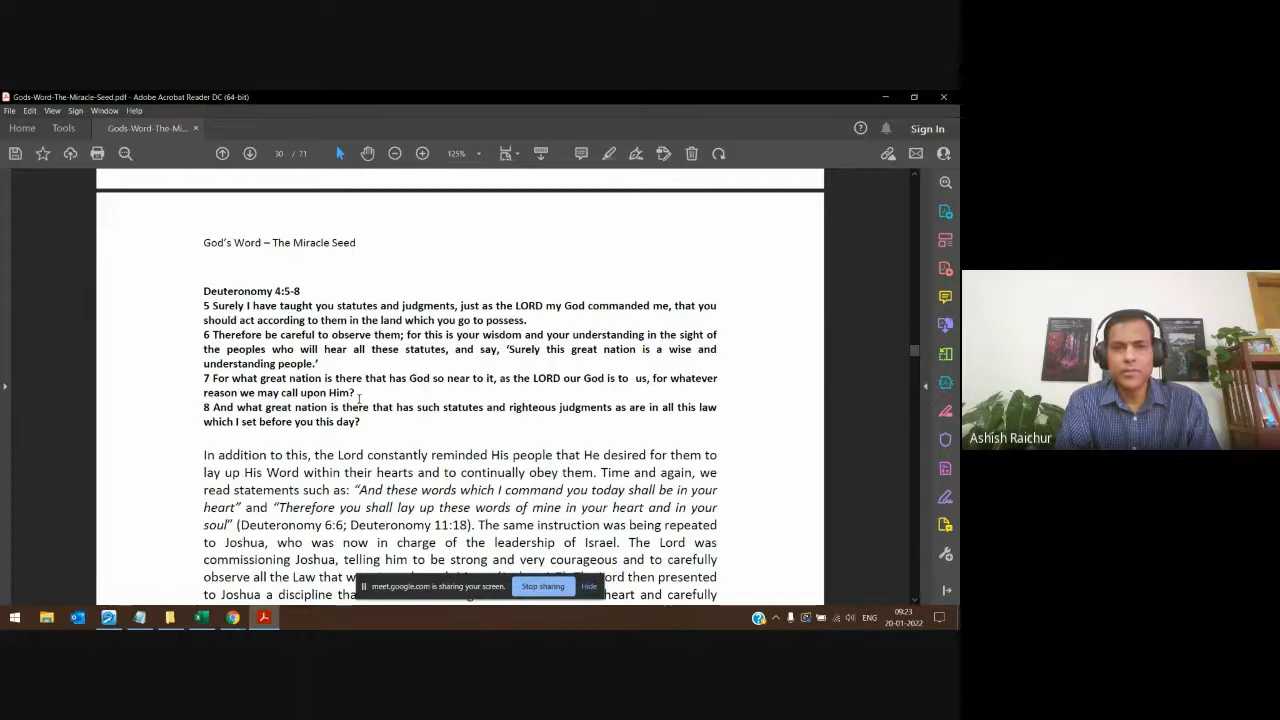 Gods-Word-The-Miracle-Seed.pdf - Adobe Acrobat Reader DC (64-bit)
File Edit View Sign Window Help
Home Tools Gods-Word-The-Mi... × Sign In
30 / 71 125%
God's Word – The Miracle Seed
Deuteronomy 4:5-8
5 Surely I have taught you statutes and judgments, just as the LORD my God commanded me, that you
should act according to them in the land which you go to possess.
6 Therefore be careful to observe them; for this is your wisdom and your understanding in the sight of
the peoples who will hear all these statutes, and say, 'Surely this great nation is a wise and
understanding people.'
7 For what great nation is there that has God so near to it, as the LORD our God is to us, for whatever
reason we may call upon Him?
8 And what great nation is there that has such statutes and righteous judgments as are in all this law
which I set before you this day?
In addition to this, the Lord constantly reminded His people that He desired for them to
lay up His Word within their hearts and to continually obey them. Time and again, we
read statements such as: "And these words which I command you today shall be in your
heart" and "Therefore you shall lay up these words of mine in your heart and in your
soul" (Deuteronomy 6:6; Deuteronomy 11:18). The same instruction was being repeated
to Joshua, who was now in charge of the leadership of Israel. The Lord was
commissioning Joshua, telling him to be strong and very courageous and to carefully
observe all the Law that
to Joshua a discipline heart and carefully
meet.google.com is sharing your screen. Stop sharing Hide
ENG
09:23
20-01-2022
Ashish Raichur